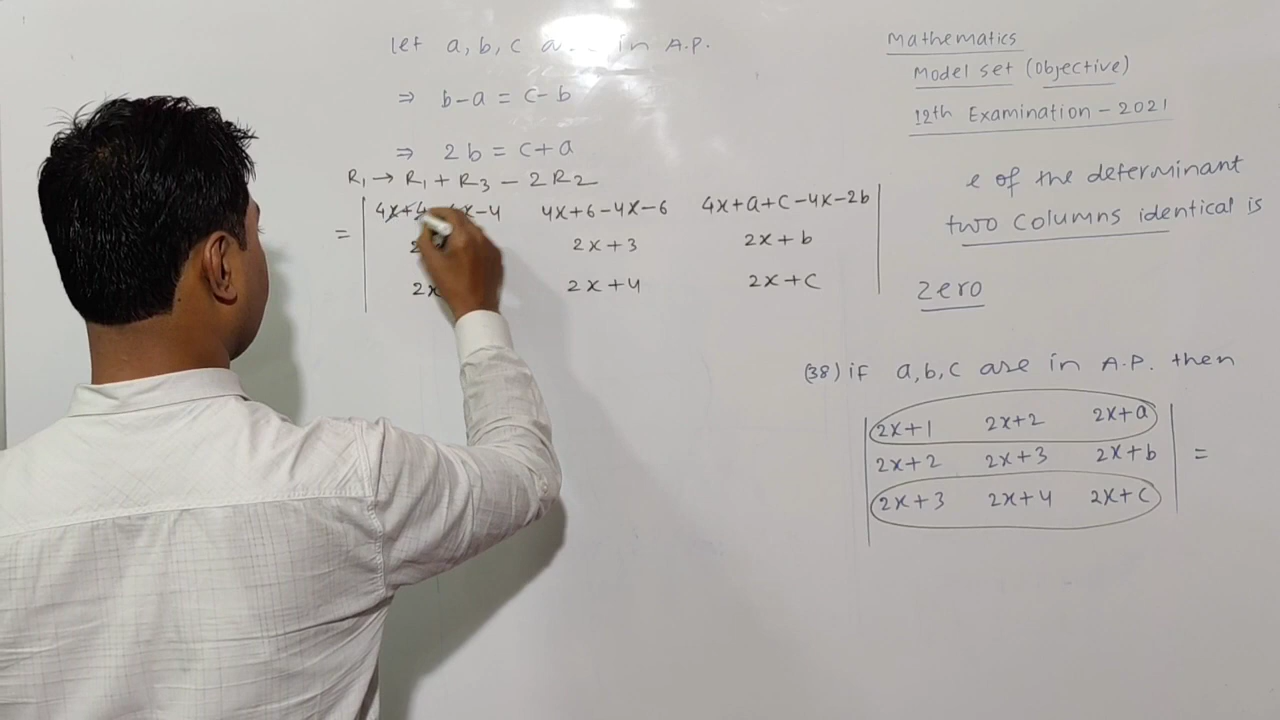 let a, b, c in A.P.
⇒ b-a = c-b
⇒ 2b = c+a
R₁ → R₁ + R₃ - 2R₂
= | 4x+4 4x-4 4x+6-4x-6 4x+a+c-4x-2b |
2x+3 2x+b
2x 2x+4 2x+c
Mathematics
Model set (Objective)
12th Examination - 2021
e of the determinant
two columns identical is
zero
(38) if a,b,c are in A.P. then
| 2x+1 2x+2 2x+a |
| 2x+2 2x+3 2x+b | =
| 2x+3 2x+4 2x+c |